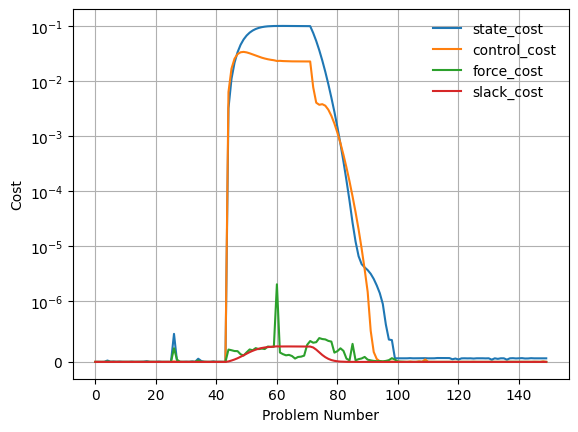 state_cost
control_cost
force_cost
slack_cost
Cost
10⁻¹
10⁻²
10⁻³
10⁻⁴
10⁻⁵
10⁻⁶
0
0 20 40 60 80 100 120 140
Problem Number